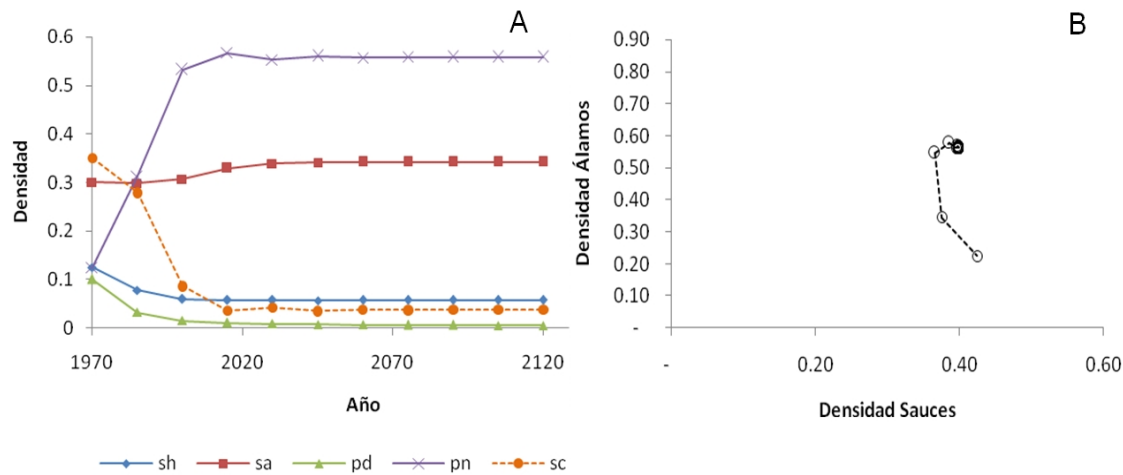 A
0.6
0.5
0.4
0.3
0.2
0.1
0
Densidad
1970
2020
2070
2120
Año
sh
sa
pd
pn
sc
B
0.90
0.80
0.70
0.60
0.50
0.40
0.30
0.20
0.10
-
Densidad Álamos
-
0.20
0.40
0.60
Densidad Sauces